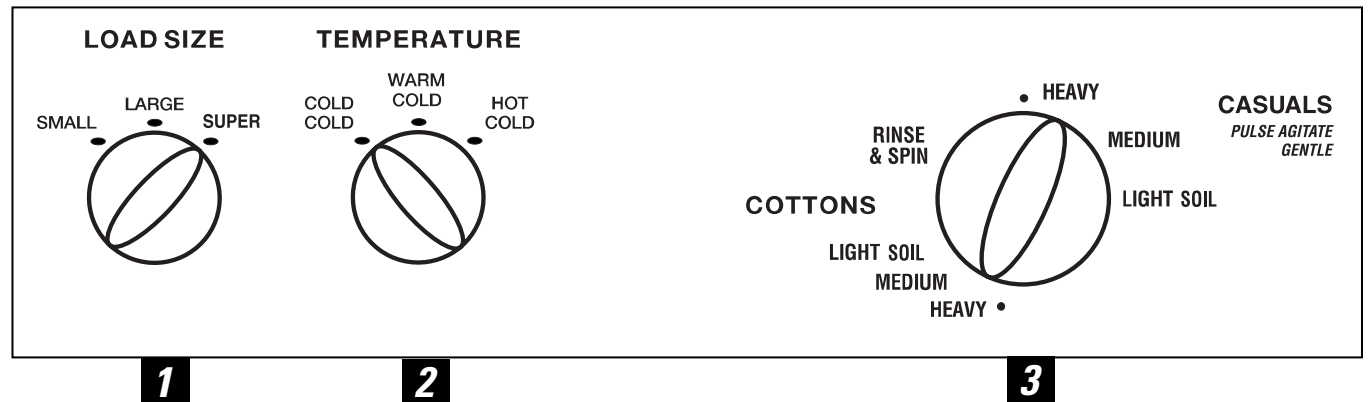 LOAD SIZE
SMALL
LARGE
SUPER
TEMPERATURE
COLD
COLD
WARM
COLD
HOT
COLD
HEAVY
CASUALS
PULSE AGITATE
GENTLE
MEDIUM
LIGHT SOIL
RINSE
& SPIN
COTTONS
LIGHT SOIL
MEDIUM
HEAVY
1
2
3